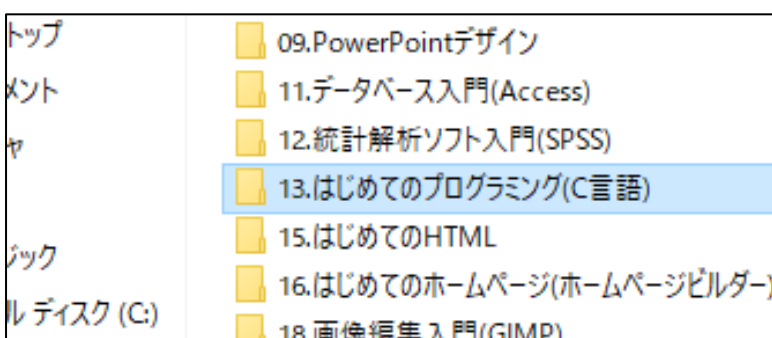 トップ
メント
ャ
ジック
ル ディスク (C:)
09.PowerPointデザイン
11.データベース入門(Access)
12.統計解析ソフト入門(SPSS)
13.はじめてのプログラミング(C言語)
15.はじめてのHTML
16.はじめてのホームページ(ホームページビルダー)
18.画像編集入門(GIMP)